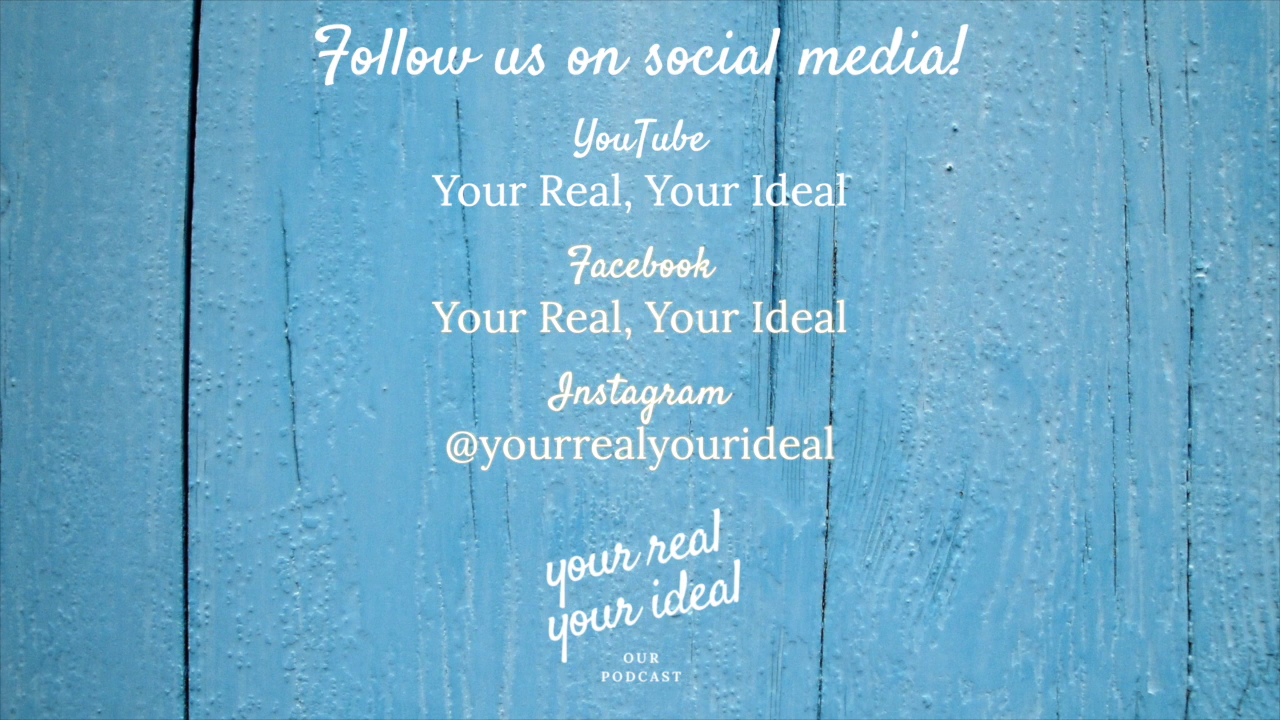 Follow us on social media!
YouTube
Your Real, Your Ideal
Facebook
Your Real, Your Ideal
Instagram
@yourrealyourideal
your real
your ideal
OUR
PODCAST